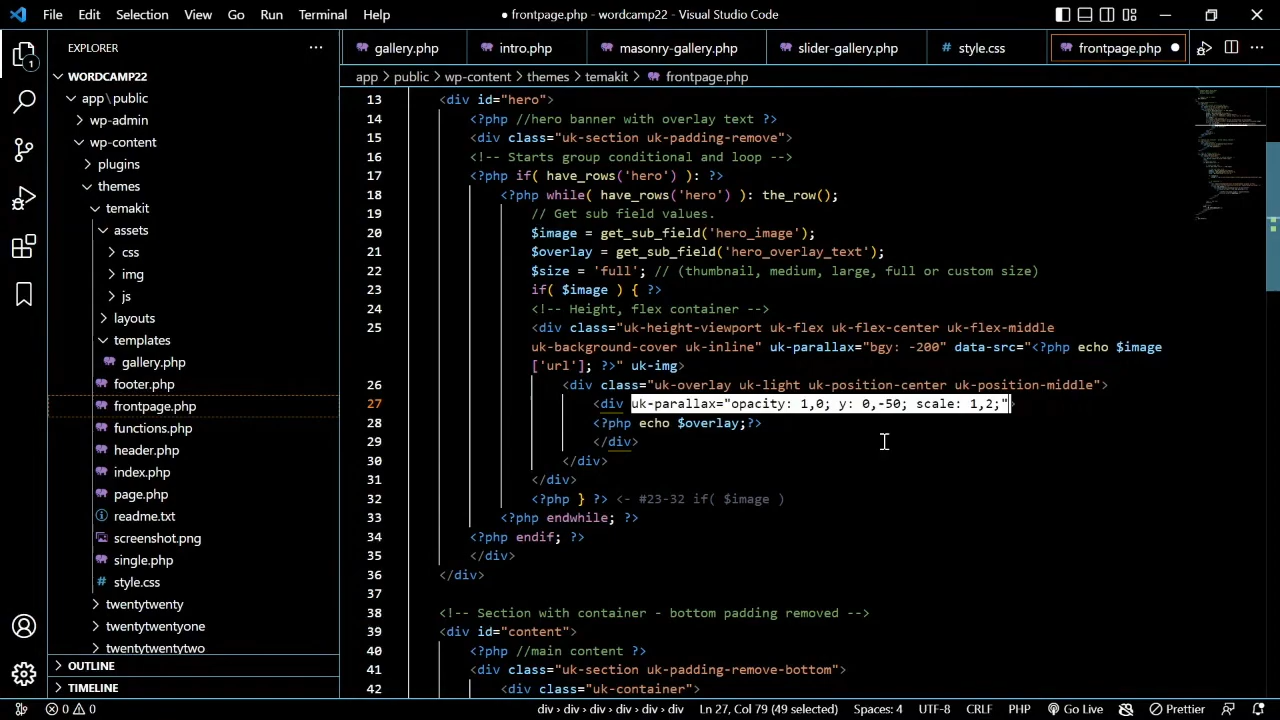 File Edit Selection View Go Run Terminal Help
● frontpage.php - wordcamp22 - Visual Studio Code
EXPLORER
gallery.php intro.php masonry-gallery.php slider-gallery.php style.css frontpage.php
app > public > wp-content > themes > temakit > frontpage.php
1
WORDCAMP22
app \ public
wp-admin
wp-content
plugins
themes
temakit
assets
css
img
js
layouts
templates
gallery.php
footer.php
frontpage.php
functions.php
header.php
index.php
page.php
readme.txt
screenshot.png
single.php
style.css
twentytwenty
twentytwentyone
twentytwentytwo
OUTLINE
TIMELINE
13 <div id="hero">
14 <?php //hero banner with overlay text ?>
15 <div class="uk-section uk-padding-remove">
16 <!-- Starts group conditional and loop -->
17 <?php if( have_rows('hero') ): ?>
18 <?php while( have_rows('hero') ): the_row();
19 // Get sub field values.
20 $image = get_sub_field('hero_image');
21 $overlay = get_sub_field('hero_overlay_text');
22 $size = 'full'; // (thumbnail, medium, large, full or custom size)
23 if( $image ) { ?>
24 <!-- Height, flex container -->
25 <div class="uk-height-viewport uk-flex uk-flex-center uk-flex-middle
uk-background-cover uk-inline" uk-parallax="bgy: -200" data-src="<?php echo $image
['url']; ?>" uk-img>
26 <div class="uk-overlay uk-light uk-position-center uk-position-middle">
27 <div uk-parallax="opacity: 1,0; y: 0,-50; scale: 1,2;">
28 <?php echo $overlay;?>
29 </div>
30 </div>
31 </div>
32 <?php } ?> <- #23-32 if( $image )
33 <?php endwhile; ?>
34 <?php endif; ?>
35 </div>
36 </div>
37
38 <!-- Section with container - bottom padding removed -->
39 <div id="content">
40 <?php //main content ?>
41 <div class="uk-section uk-padding-remove-bottom">
42 <div class="uk-container">
0 0 div > div > div > div > div > div Ln 27, Col 79 (49 selected) Spaces: 4 UTF-8 CRLF PHP Go Live Prettier